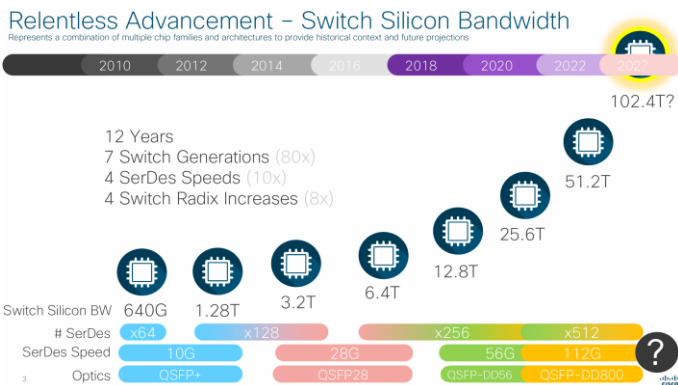 Relentless Advancement – Switch Silicon Bandwidth
Represents a combination of multiple chip families and architectures to provide historical context and future projections
2010 2012 2014 2016 2018 2020 2022 202?
102.4T?
12 Years
7 Switch Generations (80x)
4 SerDes Speeds (10x)
4 Switch Radix Increases (8x)
51.2T
25.6T
12.8T
6.4T
Switch Silicon BW 640G 1.28T 3.2T
# SerDes x64 x128 x256 x512
SerDes Speed 10G 28G 56G 112G
Optics QSFP+ QSFP28 QSFP-DD56 QSFP-DD800
?
3
CISCO